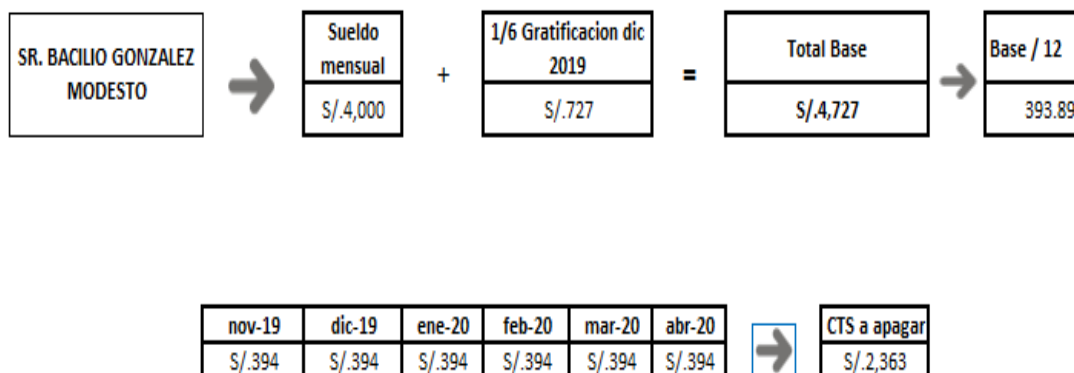 SR. BACILIO GONZALEZ
MODESTO
Sueldo
mensual
S/.4,000
+
1/6 Gratificacion dic
2019
S/.727
=
Total Base
S/.4,727
Base / 12
393.89
nov-19 dic-19 ene-20 feb-20 mar-20 abr-20 CTS a apagar
S/.394 S/.394 S/.394 S/.394 S/.394 S/.394 S/.2,363